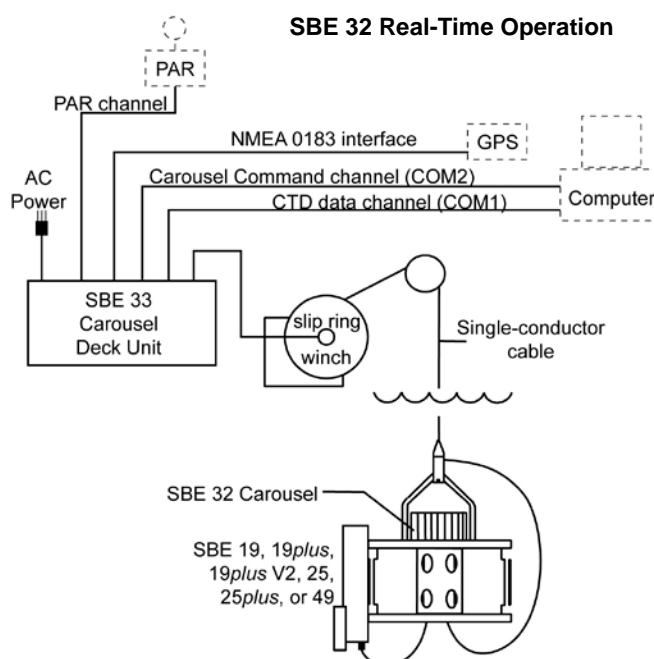 SBE 32 Real-Time Operation
PAR
PAR channel
NMEA 0183 interface
GPS
AC
Power
Carousel Command channel (COM2)
CTD data channel (COM1)
Computer
SBE 33
Carousel
Deck Unit
slip ring
winch
Single-conductor
cable
SBE 32 Carousel
SBE 19, 19plus,
19plus V2, 25,
25plus, or 49